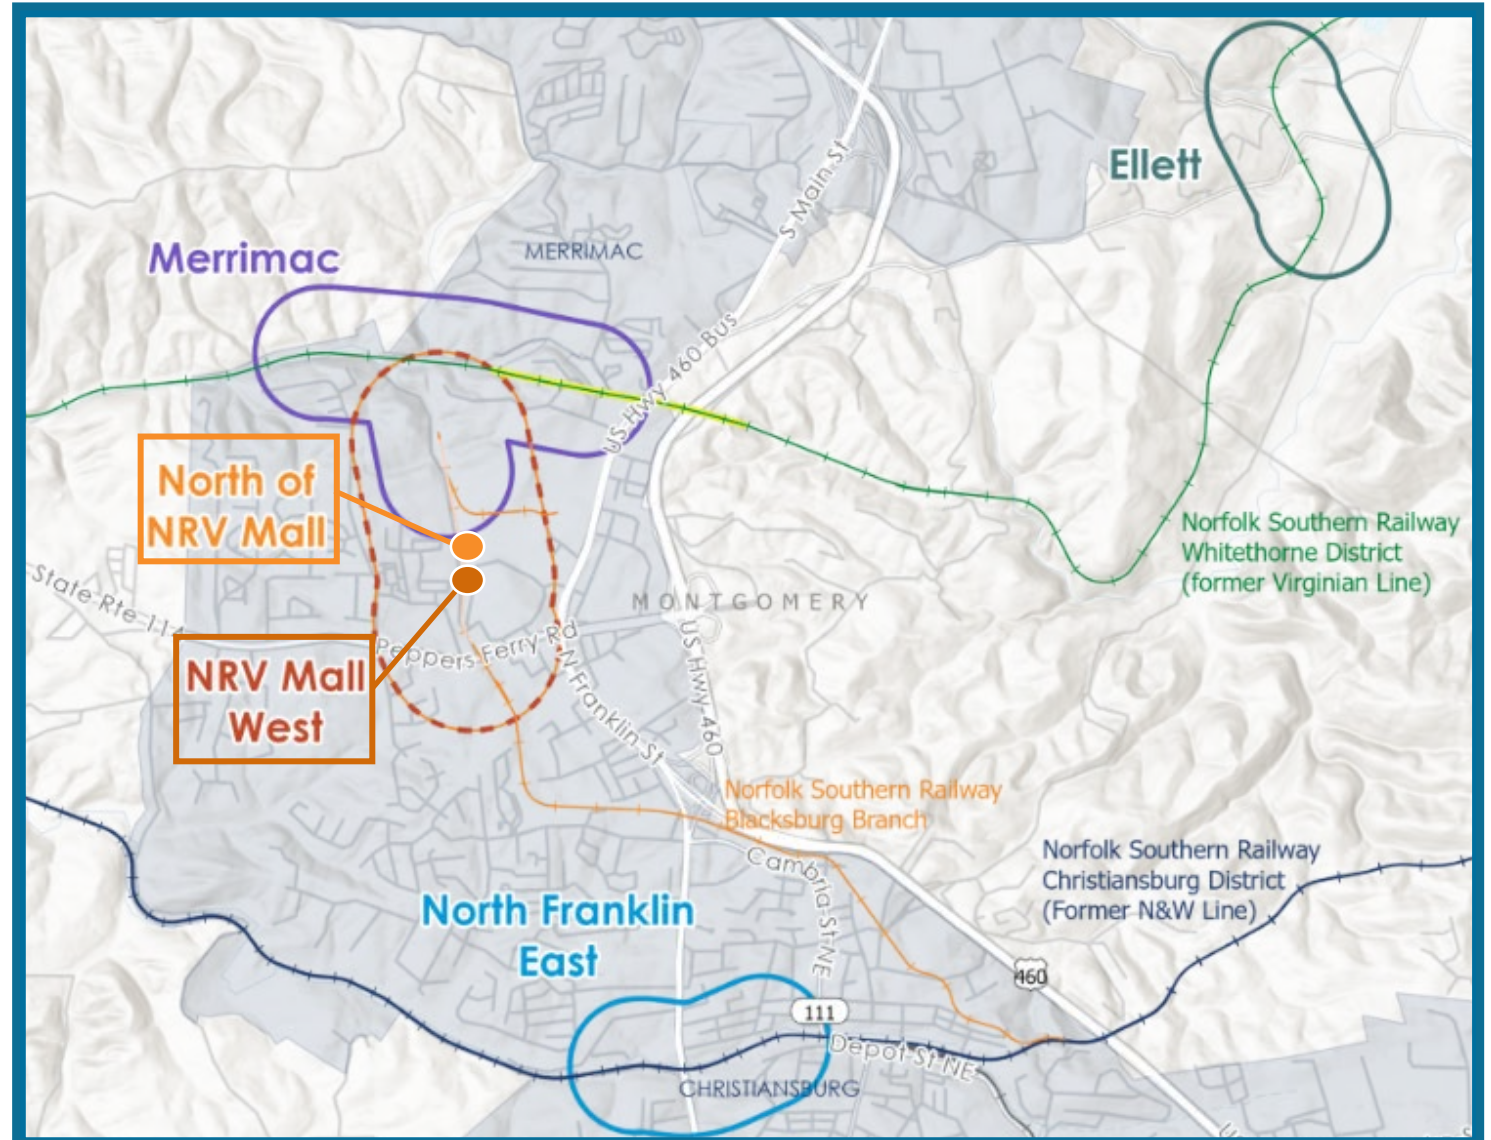 Ellett
S Main St
Merrimac
MERRIMAC
US Hwy 460 Bus
North of
NRV Mall
Norfolk Southern Railway
Whitethorne District
(former Virginian Line)
State Rte 114
MONTGOMERY
Peppers Ferry Rd
US Hwy 460
NRV Mall
West
N Franklin St
Norfolk Southern Railway
Blacksburg Branch
Cambria St NE
Norfolk Southern Railway
Christiansburg District
(Former N&W Line)
North Franklin
East
460
111
Depot St NE
CHRISTIANSBURG